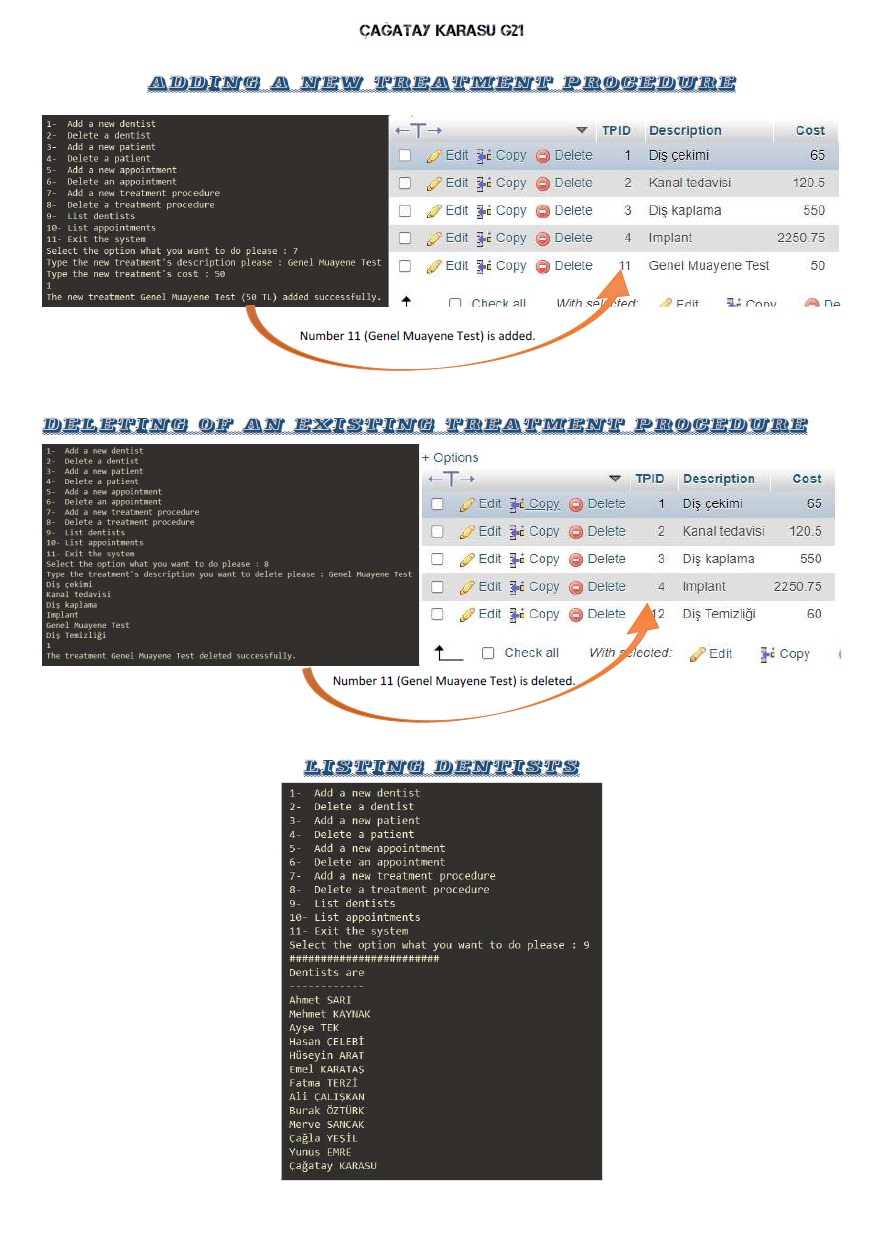 ÇAĞATAY KARASU G21
ADDING A NEW TREATMENT PROCEDURE
1- Add a new dentist
2- Delete a dentist
3- Add a new patient
4- Delete a patient
5- Add a new appointment
6- Delete an appointment
7- Add a new treatment procedure
8- Delete a treatment procedure
9- List dentists
10- List appointments
11- Exit the system
Select the option what you want to do please : 7
Type the new treatment's description please : Genel Muayene Test
Type the new treatment's cost : 50
1
The new treatment Genel Muayene Test (50 TL) added successfully.
←T→ TPID Description Cost
Edit Copy Delete 1 Diş çekimi 65
Edit Copy Delete 2 Kanal tedavisi 120.5
Edit Copy Delete 3 Diş kaplama 550
Edit Copy Delete 4 Implant 2250.75
Edit Copy Delete 11 Genel Muayene Test 50
Check all With selected: Edit Copy De
Number 11 (Genel Muayene Test) is added.
DELETING OF AN EXISTING TREATMENT PROCEDURE
1- Add a new dentist
2- Delete a dentist
3- Add a new patient
4- Delete a patient
5- Add a new appointment
6- Delete an appointment
7- Add a new treatment procedure
8- Delete a treatment procedure
9- List dentists
10- List appointments
11- Exit the system
Select the option what you want to do please : 8
Type the treatment's description you want to delete please : Genel Muayene Test
Diş çekimi
Kanal tedavisi
Diş kaplama
Implant
Genel Muayene Test
Diş Temizliği
1
The treatment Genel Muayene Test deleted successfully.
+ Options
←T→ TPID Description Cost
Edit Copy Delete 1 Diş çekimi 65
Edit Copy Delete 2 Kanal tedavisi 120.5
Edit Copy Delete 3 Diş kaplama 550
Edit Copy Delete 4 Implant 2250.75
Edit Copy Delete 12 Diş Temizliği 60
Check all With selected: Edit Copy
Number 11 (Genel Muayene Test) is deleted.
LISTING DENTISTS
1- Add a new dentist
2- Delete a dentist
3- Add a new patient
4- Delete a patient
5- Add a new appointment
6- Delete an appointment
7- Add a new treatment procedure
8- Delete a treatment procedure
9- List dentists
10- List appointments
11- Exit the system
Select the option what you want to do please : 9
########################
Dentists are
------------
Ahmet SARI
Mehmet KAYNAK
Ayşe TEK
Hasan ÇELEBİ
Hüseyin ARAT
Emel KARATAŞ
Fatma TERZİ
Ali ÇALIŞKAN
Burak ÖZTÜRK
Merve SANCAK
Çağla YEŞİL
Yunus EMRE
Çağatay KARASU